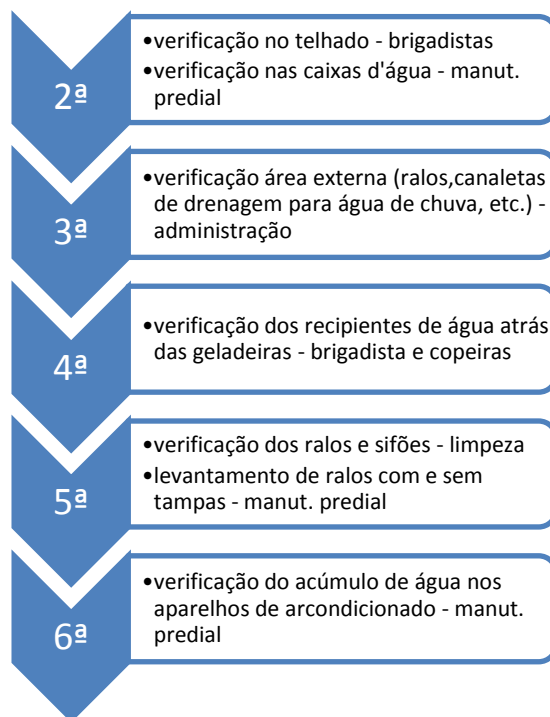 2ª
•verificação no telhado - brigadistas
•verificação nas caixas d'água - manut.
predial
3ª
•verificação área externa (ralos,canaletas
de drenagem para água de chuva, etc.) -
administração
4ª
•verificação dos recipientes de água atrás
das geladeiras - brigadista e copeiras
5ª
•verificação dos ralos e sifões - limpeza
•levantamento de ralos com e sem
tampas - manut. predial
6ª
•verificação do acúmulo de água nos
aparelhos de arcondicionado - manut.
predial